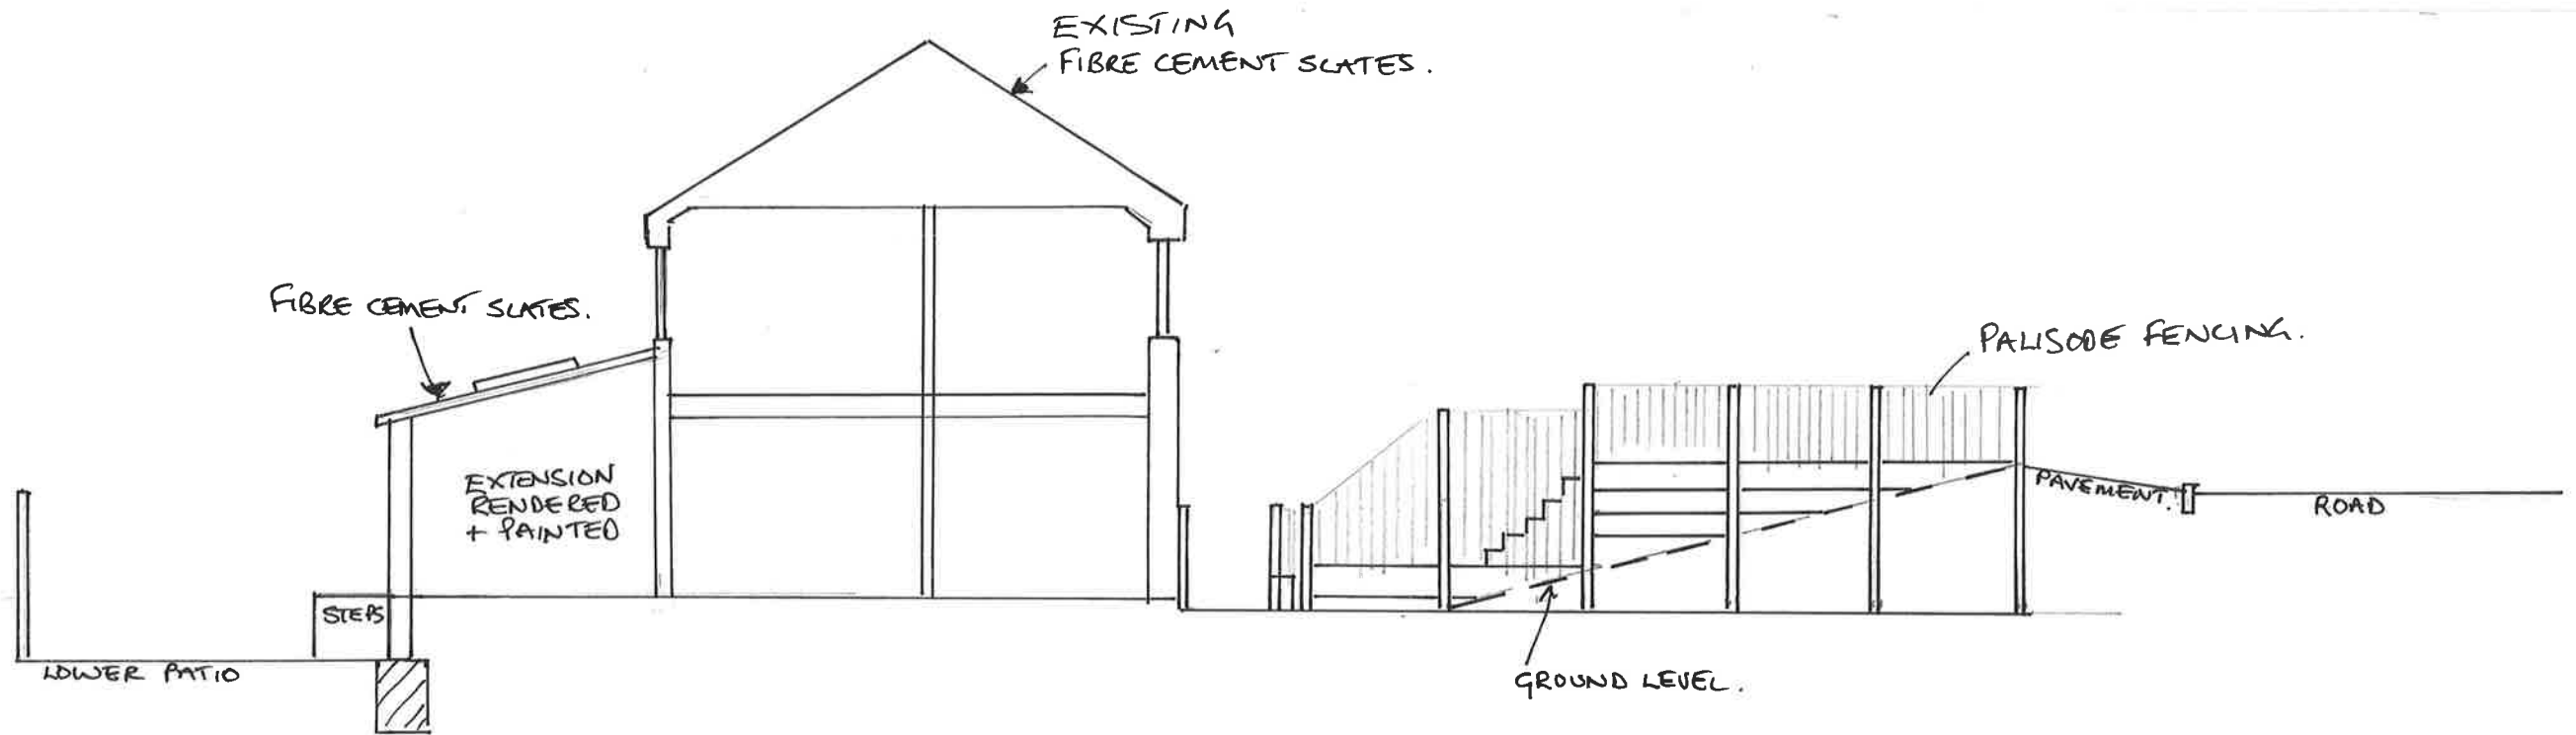 EXISTING
FIBRE CEMENT SLATES.
FIBRE CEMENT SLATES.
PALISODE FENCING.
EXTENSION
RENDERED
+ PAINTED
PAVEMENT.
ROAD
STEPS
LOWER PATIO
GROUND LEVEL.